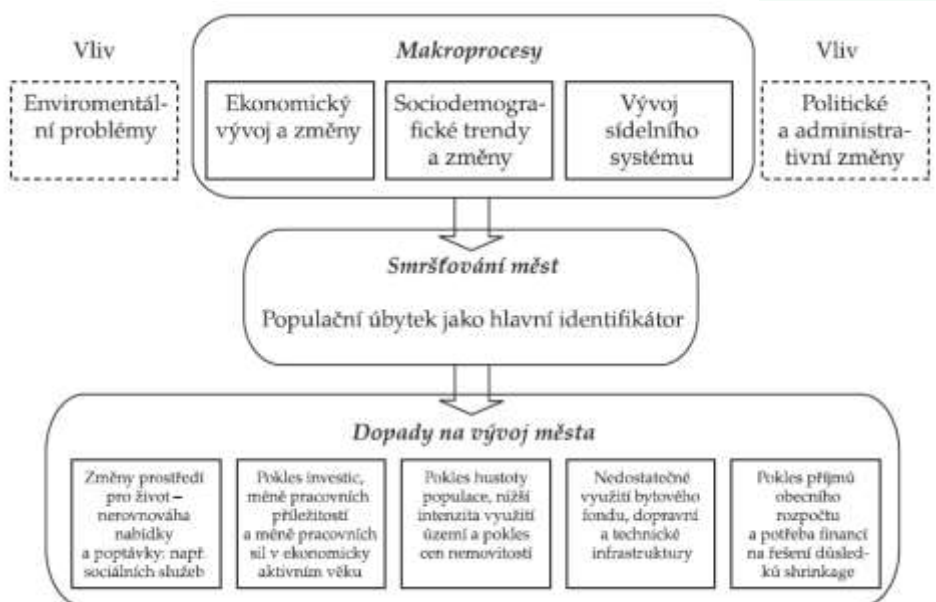 Vliv
Makroprocesy
Vliv
Enviromentál-
ní problémy
Ekonomický
vývoj a změny
Sociodemogra-
fické trendy
a změny
Vývoj
sídelního
systému
Politické
a administra-
tivní změny
Smršťování měst
Populační úbytek jako hlavní identifikátor
Dopady na vývoj města
Změny prostředí
pro život –
nerovnováha
nabídky
a poptávky: např.
sociálních služeb
Pokles investic,
méně pracovních
příležitostí
a méně pracovních
sil v ekonomicky
aktivním věku
Pokles hustoty
populace, nižší
intenzita využití
území a pokles
cen nemovitostí
Nedostatečné
využití bytového
fondu, dopravní
a technické
infrastruktury
Pokles příjmů
obecního
rozpočtu
a potřeba financí
na řešení důsled-
ků shrinkage